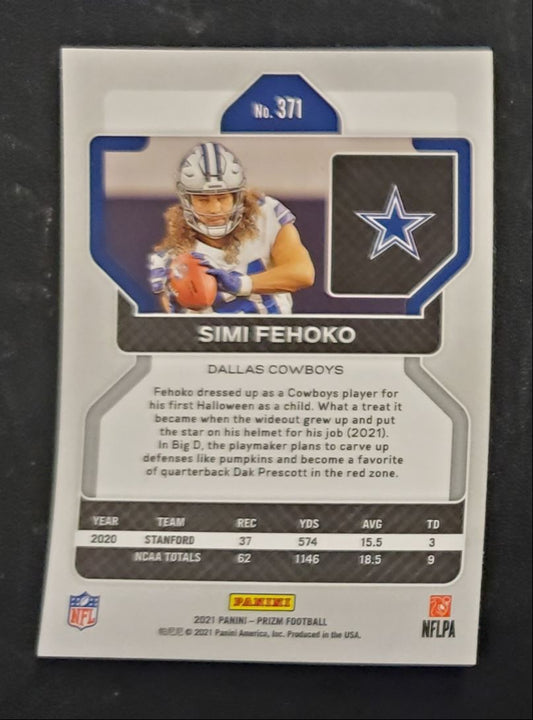 No. 371
SIMI FEHOKO
DALLAS COWBOYS
Fehoko dressed up as a Cowboys player for
his first Halloween as a child. What a treat it
became when the wideout grew up and put
the star on his helmet for his job (2021).
In Big D, the playmaker plans to carve up
defenses like pumpkins and become a favorite
of quarterback Dak Prescott in the red zone.
YEAR TEAM REC YDS AVG TD
2020 STANFORD 37 574 15.5 3
NCAA TOTALS 62 1146 18.5 9
PANINI
2021 PANINI – PRIZM FOOTBALL
© 2021 Panini America, Inc. Produced in the USA.
NFL
NFLPA